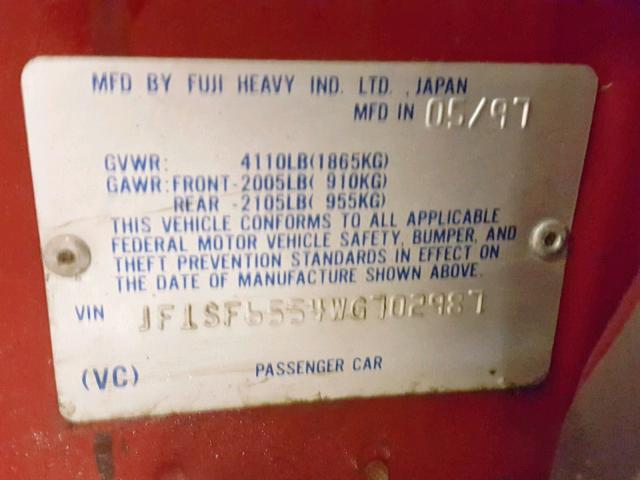 MFD BY FUJI HEAVY IND. LTD., JAPAN
MFD IN 05/97
GVWR: 4110LB(1865KG)
GAWR: FRONT-2005LB( 910KG)
REAR -2105LB( 955KG)
THIS VEHICLE CONFORMS TO ALL APPLICABLE
FEDERAL MOTOR VEHICLE SAFETY, BUMPER, AND
THEFT PREVENTION STANDARDS IN EFFECT ON
THE DATE OF MANUFACTURE SHOWN ABOVE.
VIN JF1SF6554WG702987
(VC) PASSENGER CAR